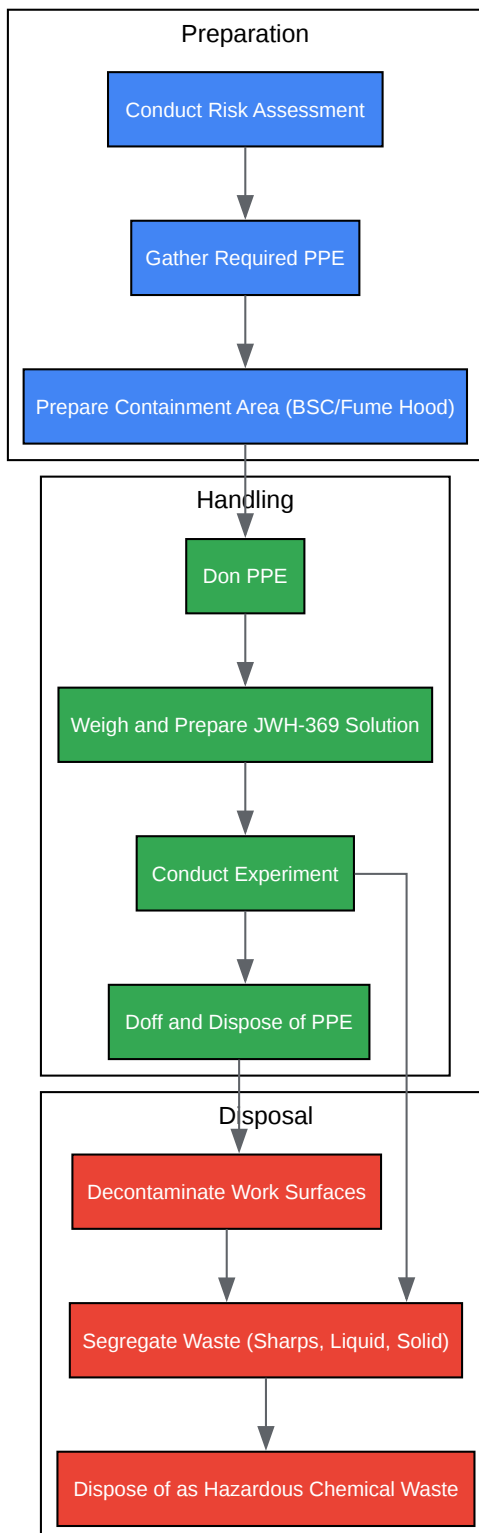 Preparation
Conduct Risk Assessment
Gather Required PPE
Prepare Containment Area (BSC/Fume Hood)
Handling
Don PPE
Weigh and Prepare JWH-369 Solution
Conduct Experiment
Doff and Dispose of PPE
Disposal
Decontaminate Work Surfaces
Segregate Waste (Sharps, Liquid, Solid)
Dispose of as Hazardous Chemical Waste